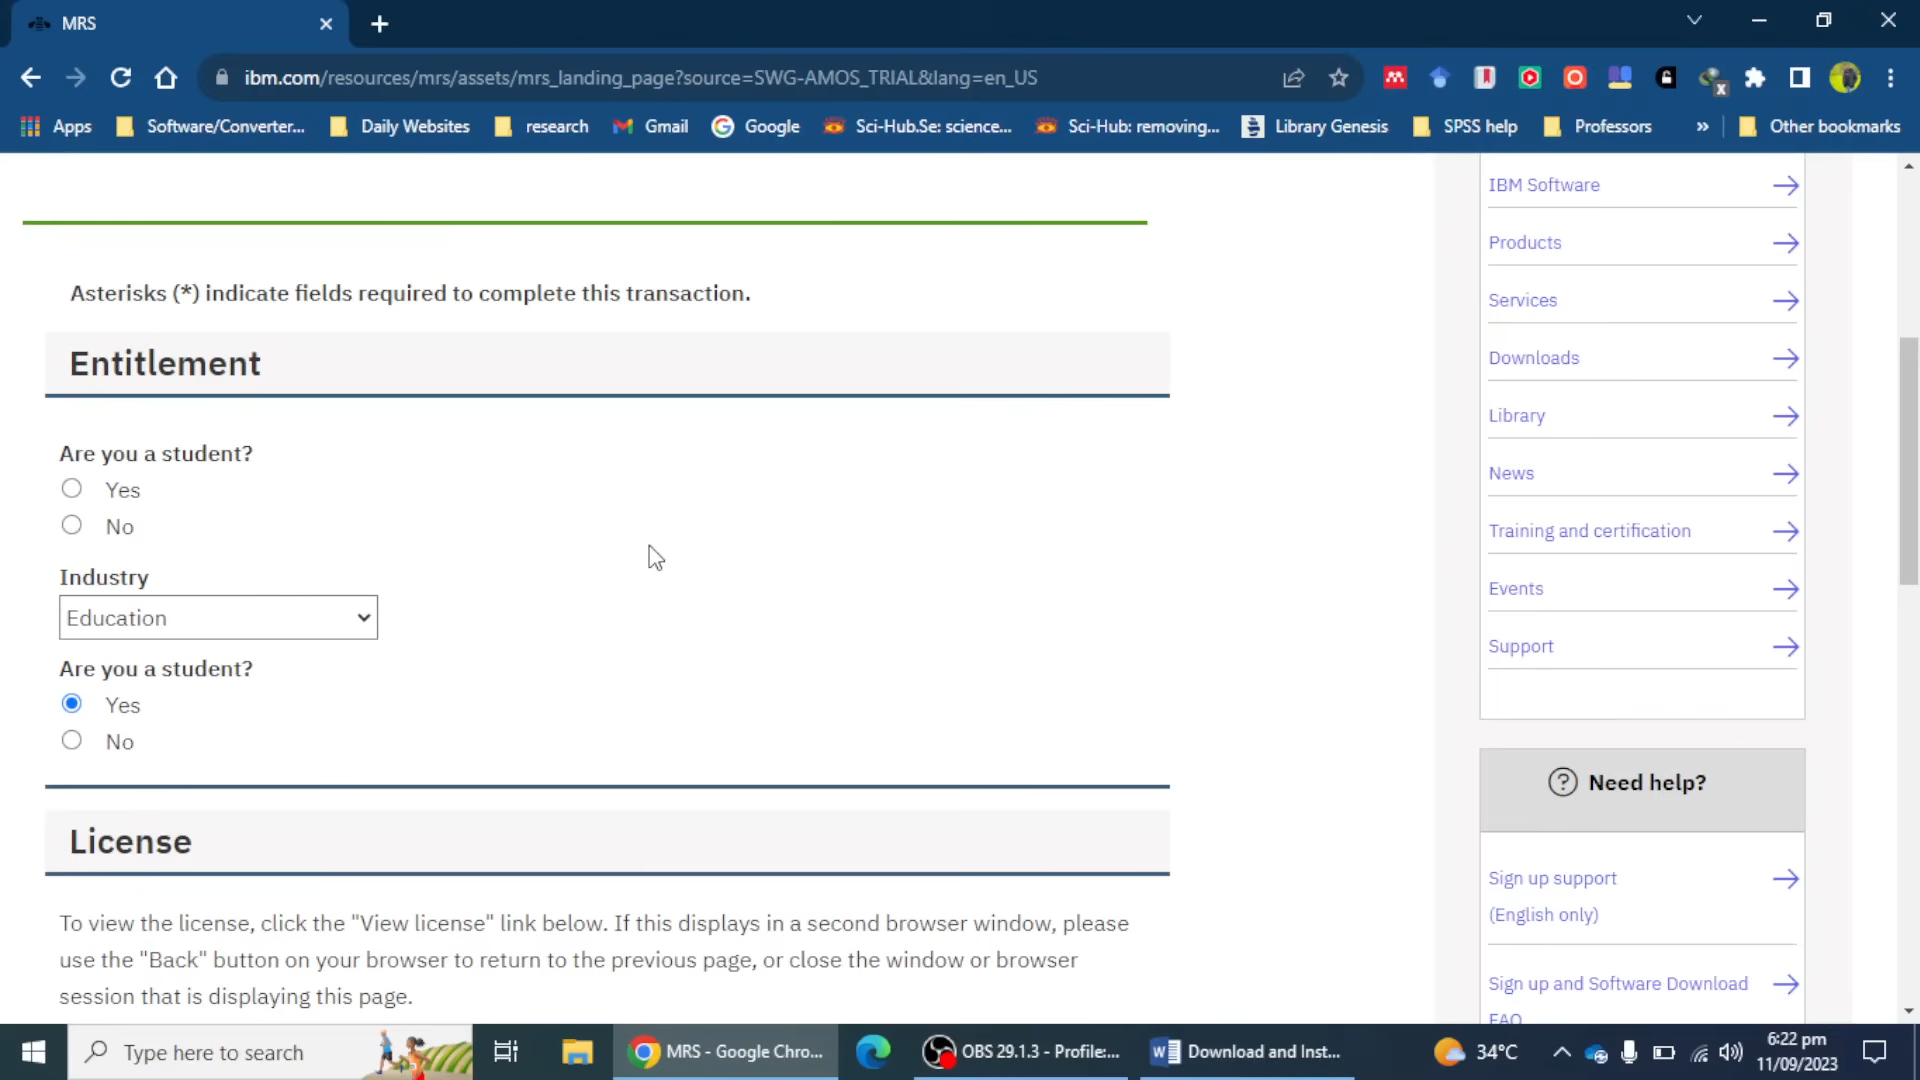 MRS
ibm.com/resources/mrs/assets/mrs_landing_page?source=SWG-AMOS_TRIAL&lang=en_US
Apps Software/Converter... Daily Websites research Gmail Google Sci-Hub.Se: science... Sci-Hub: removing... Library Genesis SPSS help Professors » Other bookmarks
Asterisks (*) indicate fields required to complete this transaction.
Entitlement
Are you a student?
Yes
No
Industry
Education
Are you a student?
Yes
No
License
To view the license, click the "View license" link below. If this displays in a second browser window, please
use the "Back" button on your browser to return to the previous page, or close the window or browser
session that is displaying this page.
IBM Software
Products
Services
Downloads
Library
News
Training and certification
Events
Support
Need help?
Sign up support
(English only)
Sign up and Software Download
FAQ
Type here to search
MRS - Google Chro...
OBS 29.1.3 - Profile:...
Download and Inst...
34°C
6:22 pm
11/09/2023